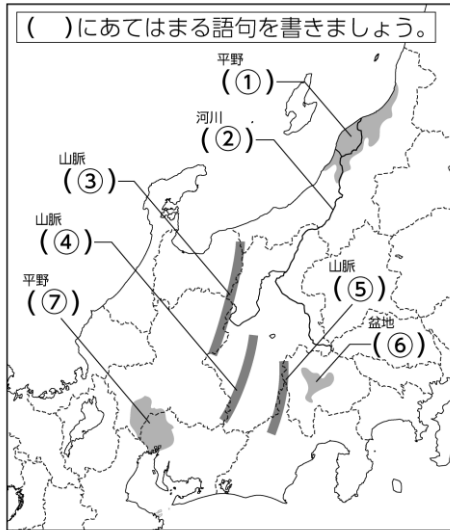 （　）にあてはまる語句を書きましょう。
平野
（①）
河川
（②）
山脈
（③）
山脈
（④）
平野
（⑦）
山脈
（⑤）
盆地
（⑥）